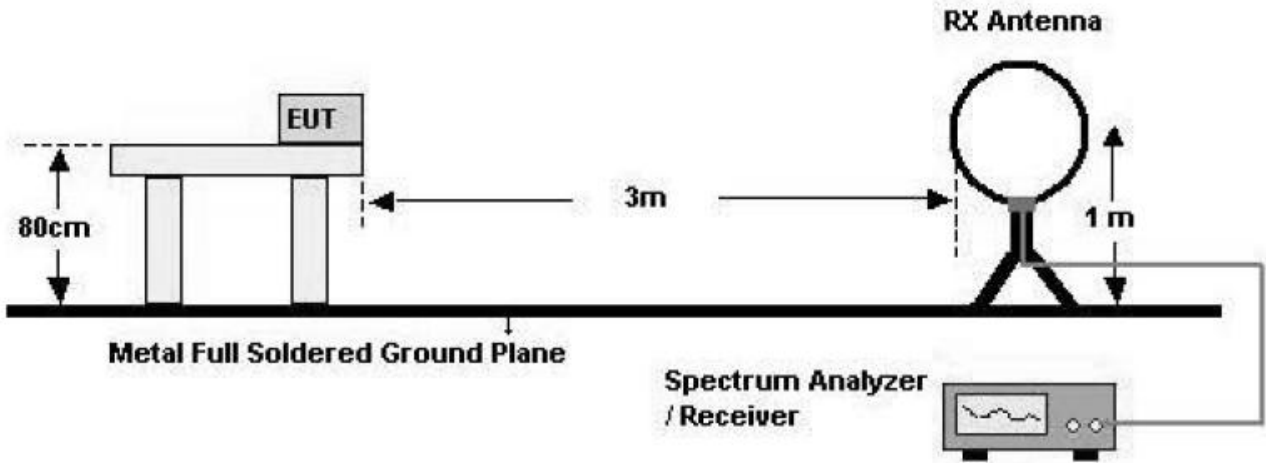 RX Antenna
EUT
80cm
3m
1 m
Metal Full Soldered Ground Plane
Spectrum Analyzer
/ Receiver